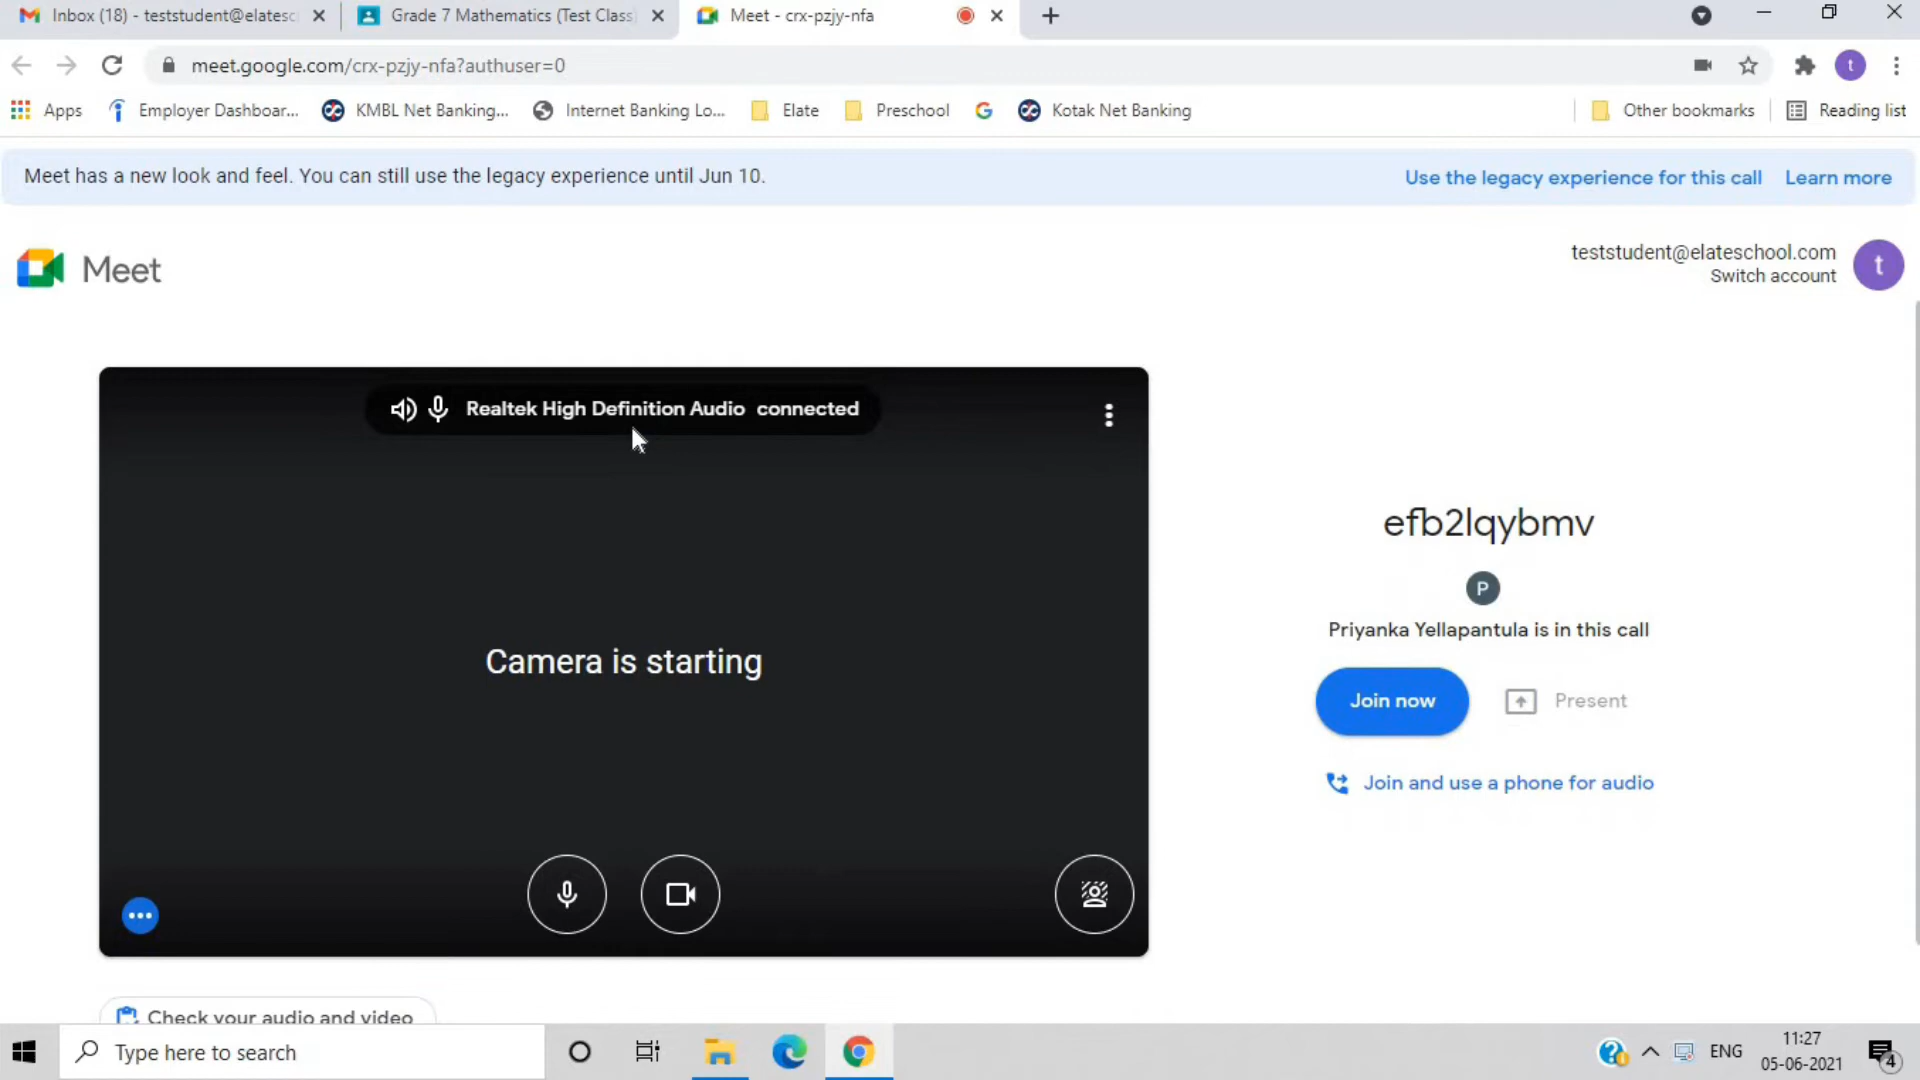 Inbox (18) - teststudent@elatesc
Grade 7 Mathematics (Test Class)
Meet - crx-pzjy-nfa
meet.google.com/crx-pzjy-nfa?authuser=0
t
Apps
Employer Dashboar...
KMBL Net Banking...
Internet Banking Lo...
Elate
Preschool
Kotak Net Banking
Other bookmarks
Reading list
Meet has a new look and feel. You can still use the legacy experience until Jun 10.
Use the legacy experience for this call
Learn more
Meet
teststudent@elateschool.com
Switch account
t
Realtek High Definition Audio connected
Camera is starting
efb2lqybmv
P
Priyanka Yellapantula is in this call
Join now
Present
Join and use a phone for audio
Check your audio and video
Type here to search
ENG
11:27
05-06-2021
4